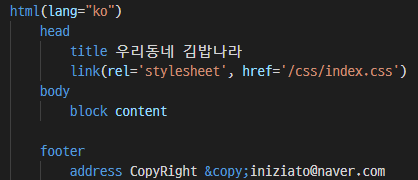 html(lang="ko")
head
title 우리동네 김밥나라
link(rel='stylesheet', href='/css/index.css')
body
block content
footer
address CopyRight &copy;iniziato@naver.com